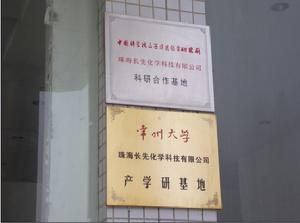 珠海长先化学科技有限公司
科研合作基地
常州大学
珠海长先化学科技有限公司
产学研基地